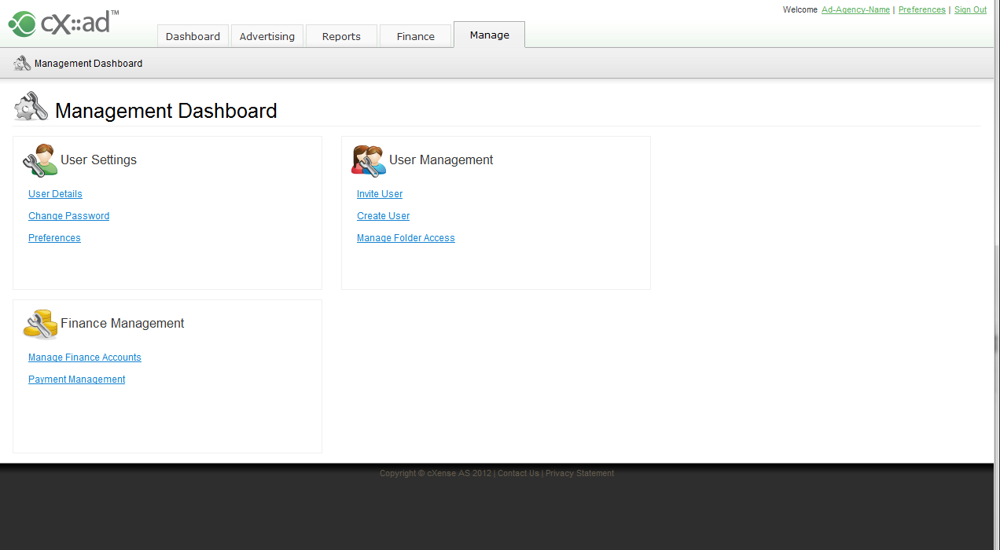 cX::ad™
Welcome Ad-Agency-Name | Preferences | Sign Out
Dashboard Advertising Reports Finance Manage
Management Dashboard
Management Dashboard
User Settings
User Details
Change Password
Preferences
User Management
Invite User
Create User
Manage Folder Access
Finance Management
Manage Finance Accounts
Payment Management
Copyright © cXense AS 2012 | Contact Us | Privacy Statement